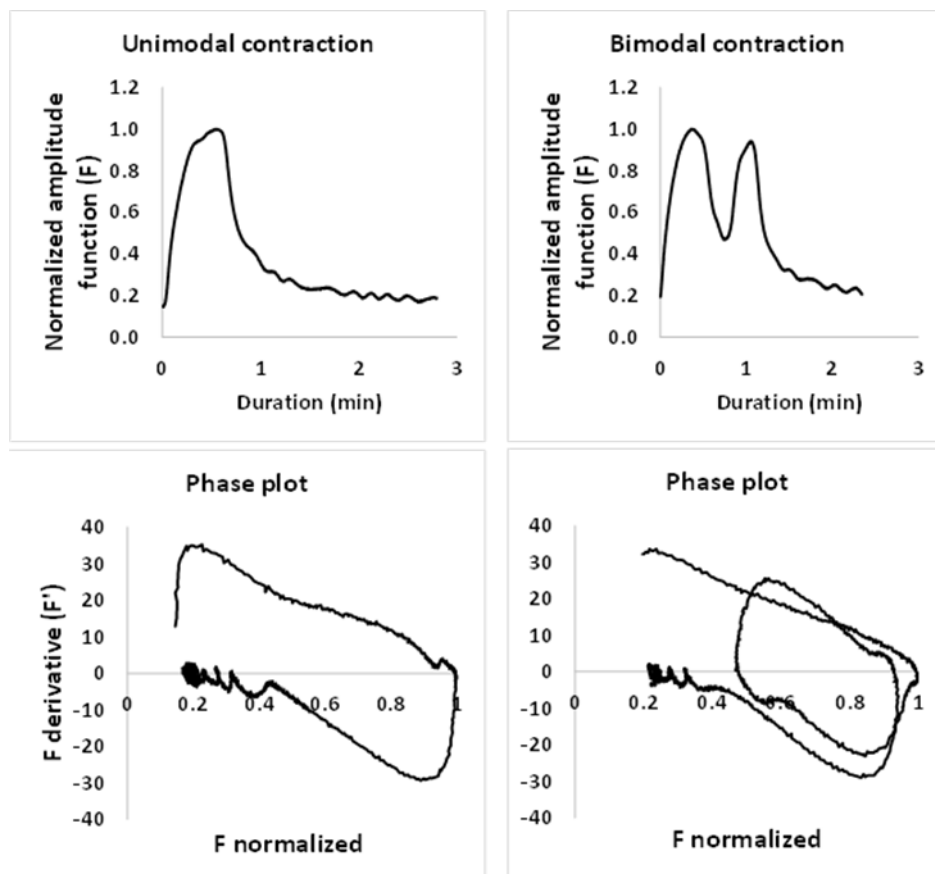 Unimodal contraction
Normalized amplitude
function (F)
1.2
1.0
0.8
0.6
0.4
0.2
0.0
0 1 2 3
Duration (min)
Bimodal contraction
Normalized amplitude
function (F)
1.2
1.0
0.8
0.6
0.4
0.2
0.0
0 1 2 3
Duration (min)
Phase plot
F derivative (F')
40
30
20
10
0
-10
-20
-30
-40
0.2 0.4 0.6 0.8 1
F normalized
Phase plot
40
30
20
10
0
-10
-20
-30
-40
0 0.2 0.4 0.6 0.8 1
F normalized